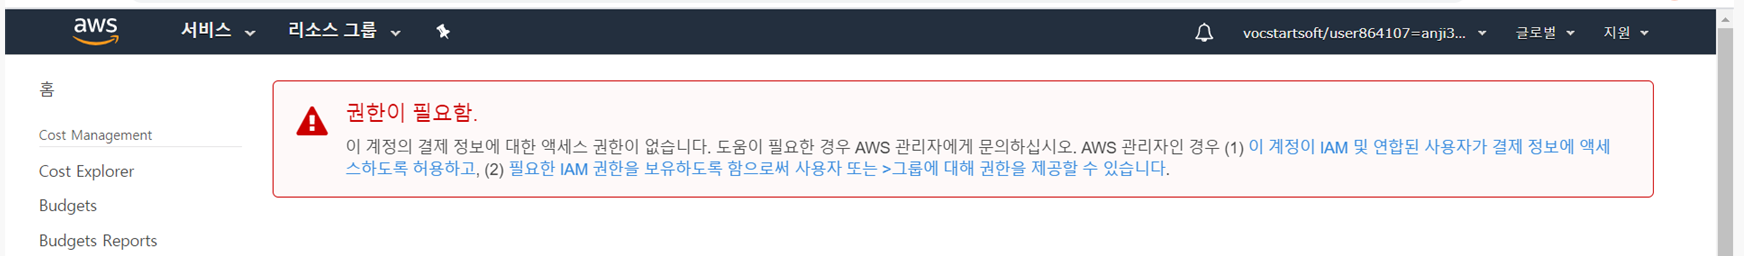 aws 서비스 리소스 그룹 vocstartsoft/user864107=anji3... 글로벌 지원
홈
Cost Management
Cost Explorer
Budgets
Budgets Reports
권한이 필요함.
이 계정의 결제 정보에 대한 액세스 권한이 없습니다. 도움이 필요한 경우 AWS 관리자에게 문의하십시오. AWS 관리자인 경우 (1) 이 계정이 IAM 및 연합된 사용자가 결제 정보에 액세
스하도록 허용하고, (2) 필요한 IAM 권한을 보유하도록 함으로써 사용자 또는 >그룹에 대해 권한을 제공할 수 있습니다.